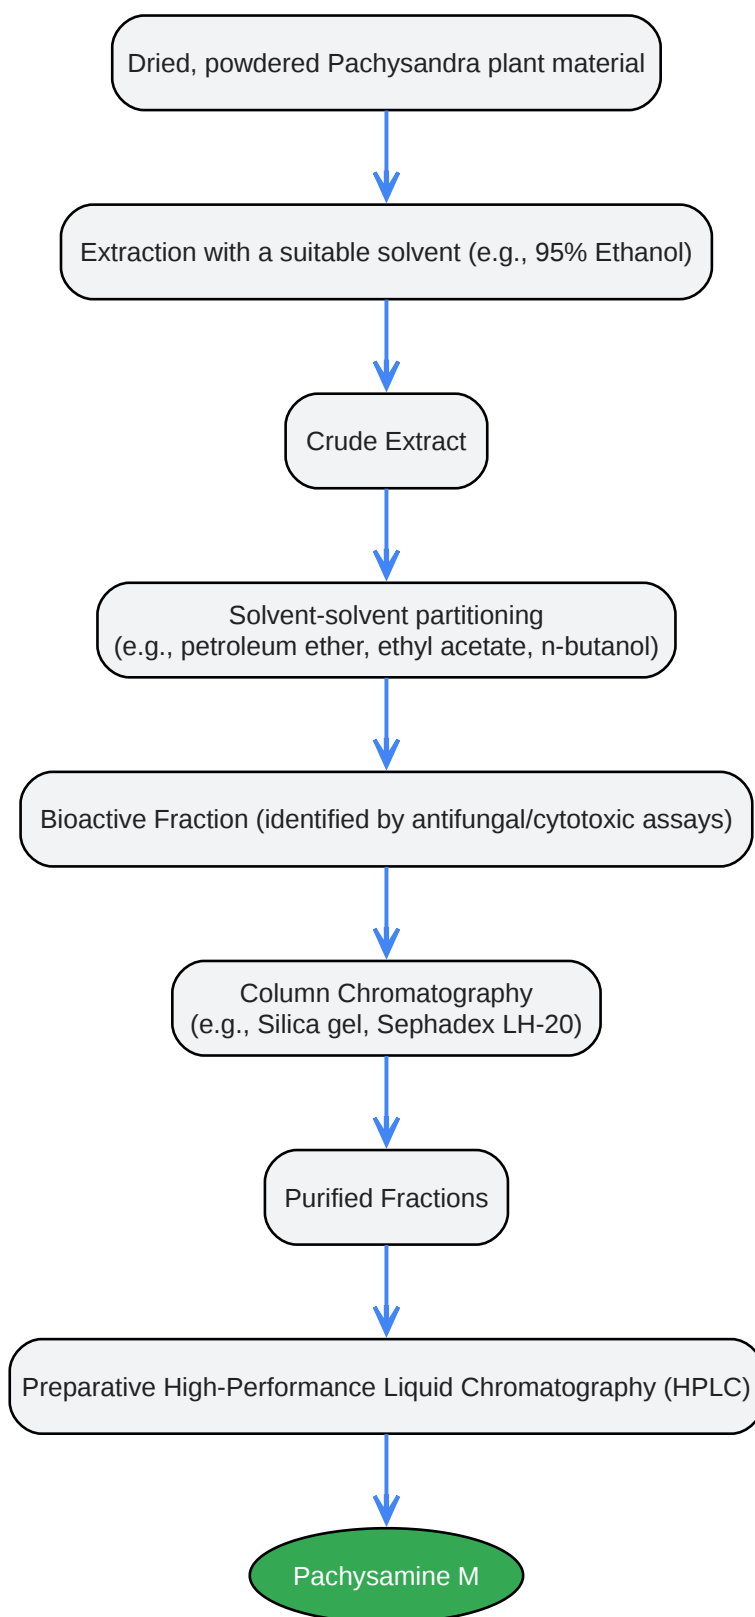 Dried, powdered Pachysandra plant material
Extraction with a suitable solvent (e.g., 95% Ethanol)
Crude Extract
Solvent-solvent partitioning
(e.g., petroleum ether, ethyl acetate, n-butanol)
Bioactive Fraction (identified by antifungal/cytotoxic assays)
Column Chromatography
(e.g., Silica gel, Sephadex LH-20)
Purified Fractions
Preparative High-Performance Liquid Chromatography (HPLC)
Pachysamine M